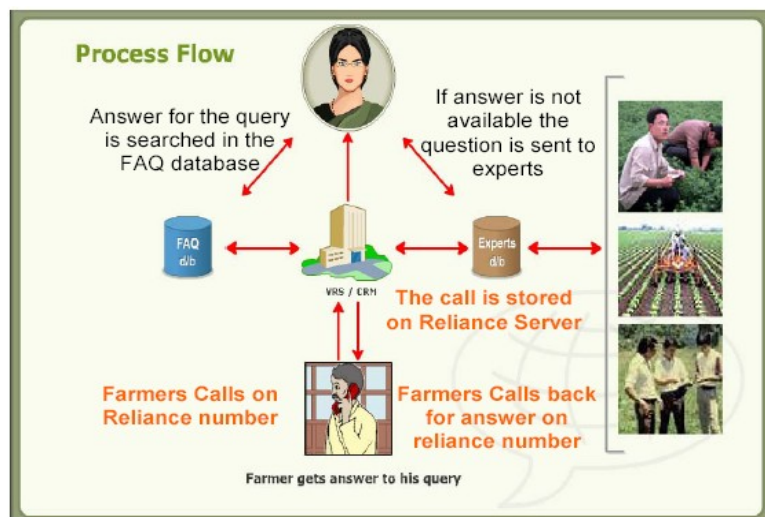 Process Flow
Answer for the query
is searched in the
FAQ database
If answer is not
available the
question is sent to
experts
FAQ
d/b
Experts
d/b
VRS / CRM
The call is stored
on Reliance Server
Farmers Calls on
Reliance number
Farmers Calls back
for answer on
reliance number
Farmer gets answer to his query